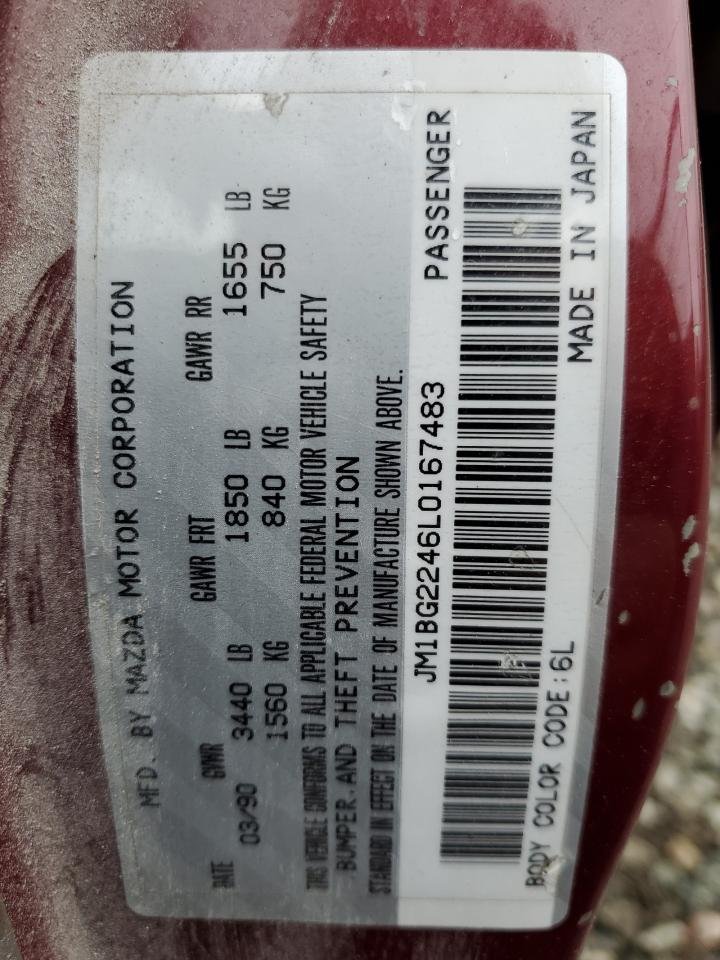 MFD. BY MAZDA MOTOR CORPORATION
DATE GVWR GAWR FRT GAWR RR
03/90 3440 LB 1850 LB 1655 LB
1560 KG 840 KG 750 KG
THIS VEHICLE CONFORMS TO ALL APPLICABLE FEDERAL MOTOR VEHICLE SAFETY
BUMPER AND THEFT PREVENTION
STANDARD IN EFFECT ON THE DATE OF MANUFACTURE SHOWN ABOVE.
JM1BG2246L0167483 PASSENGER
BODY COLOR CODE:6L MADE IN JAPAN